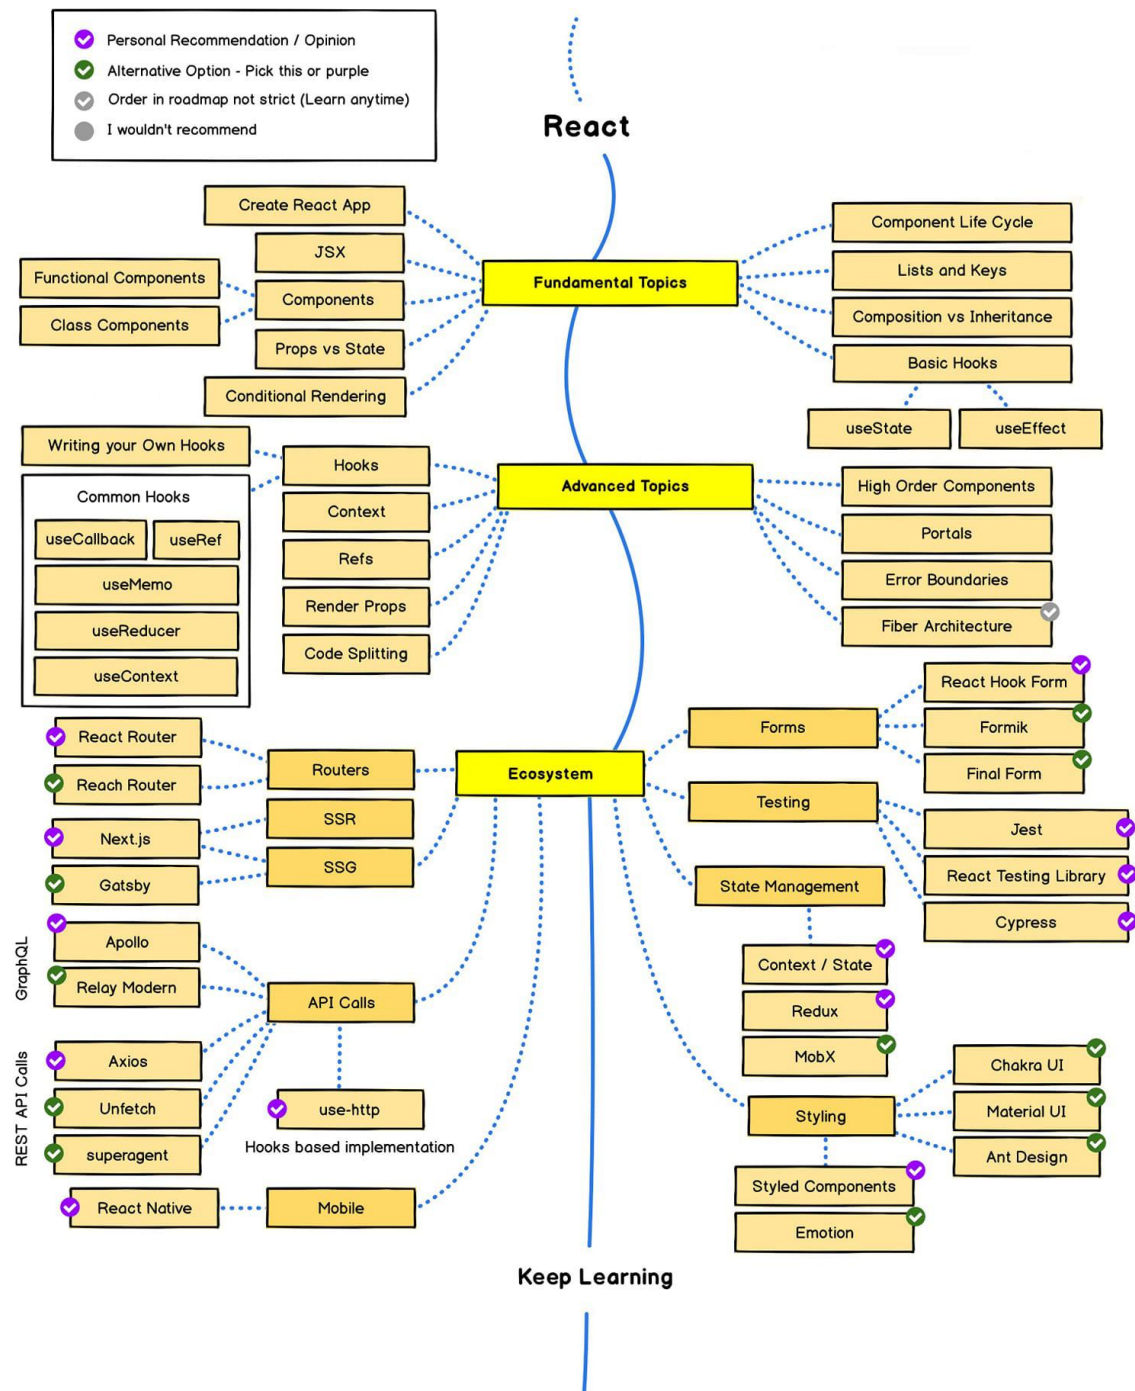 Personal Recommendation / Opinion
Alternative Option - Pick this or purple
Order in roadmap not strict (Learn anytime)
I wouldn't recommend
React
Create React App
JSX
Functional Components
Components
Class Components
Props vs State
Conditional Rendering
Fundamental Topics
Component Life Cycle
Lists and Keys
Composition vs Inheritance
Basic Hooks
useState
useEffect
Writing your Own Hooks
Hooks
Common Hooks
useCallback
useRef
useMemo
useReducer
useContext
Context
Refs
Render Props
Code Splitting
Advanced Topics
High Order Components
Portals
Error Boundaries
Fiber Architecture
React Router
Reach Router
Routers
SSR
Next.js
SSG
Gatsby
Ecosystem
Forms
React Hook Form
Formik
Final Form
Testing
Jest
React Testing Library
Cypress
State Management
Context / State
Redux
MobX
GraphQL
Apollo
Relay Modern
API Calls
REST API Calls
Axios
Unfetch
superagent
use-http
Hooks based implementation
Styling
Chakra UI
Material UI
Ant Design
Styled Components
Emotion
React Native
Mobile
Keep Learning